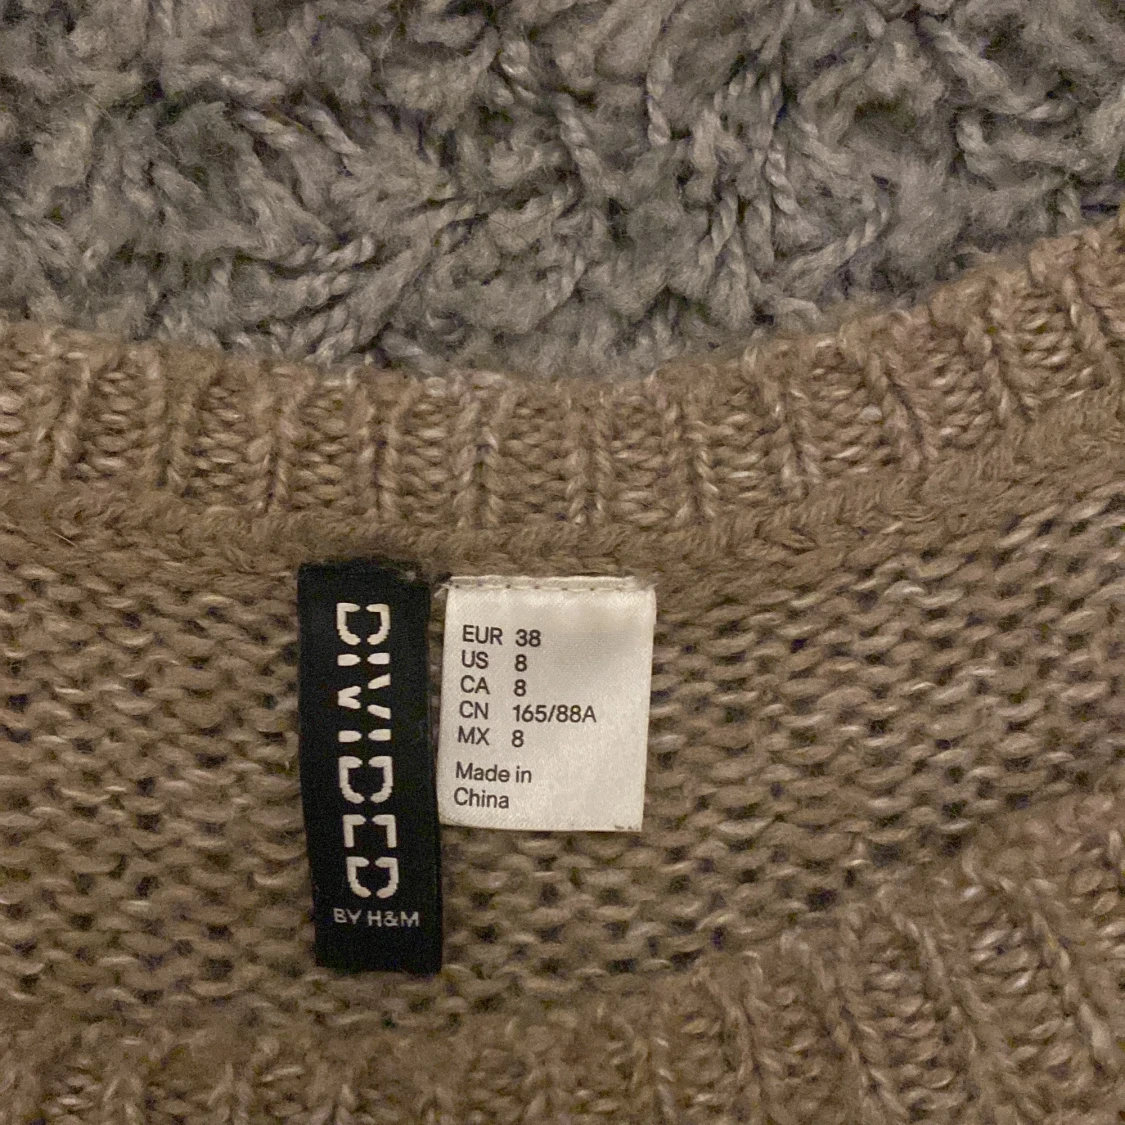 DIVIDED
BY H&M
EUR 38
US 8
CA 8
CN 165/88A
MX 8
Made in
China